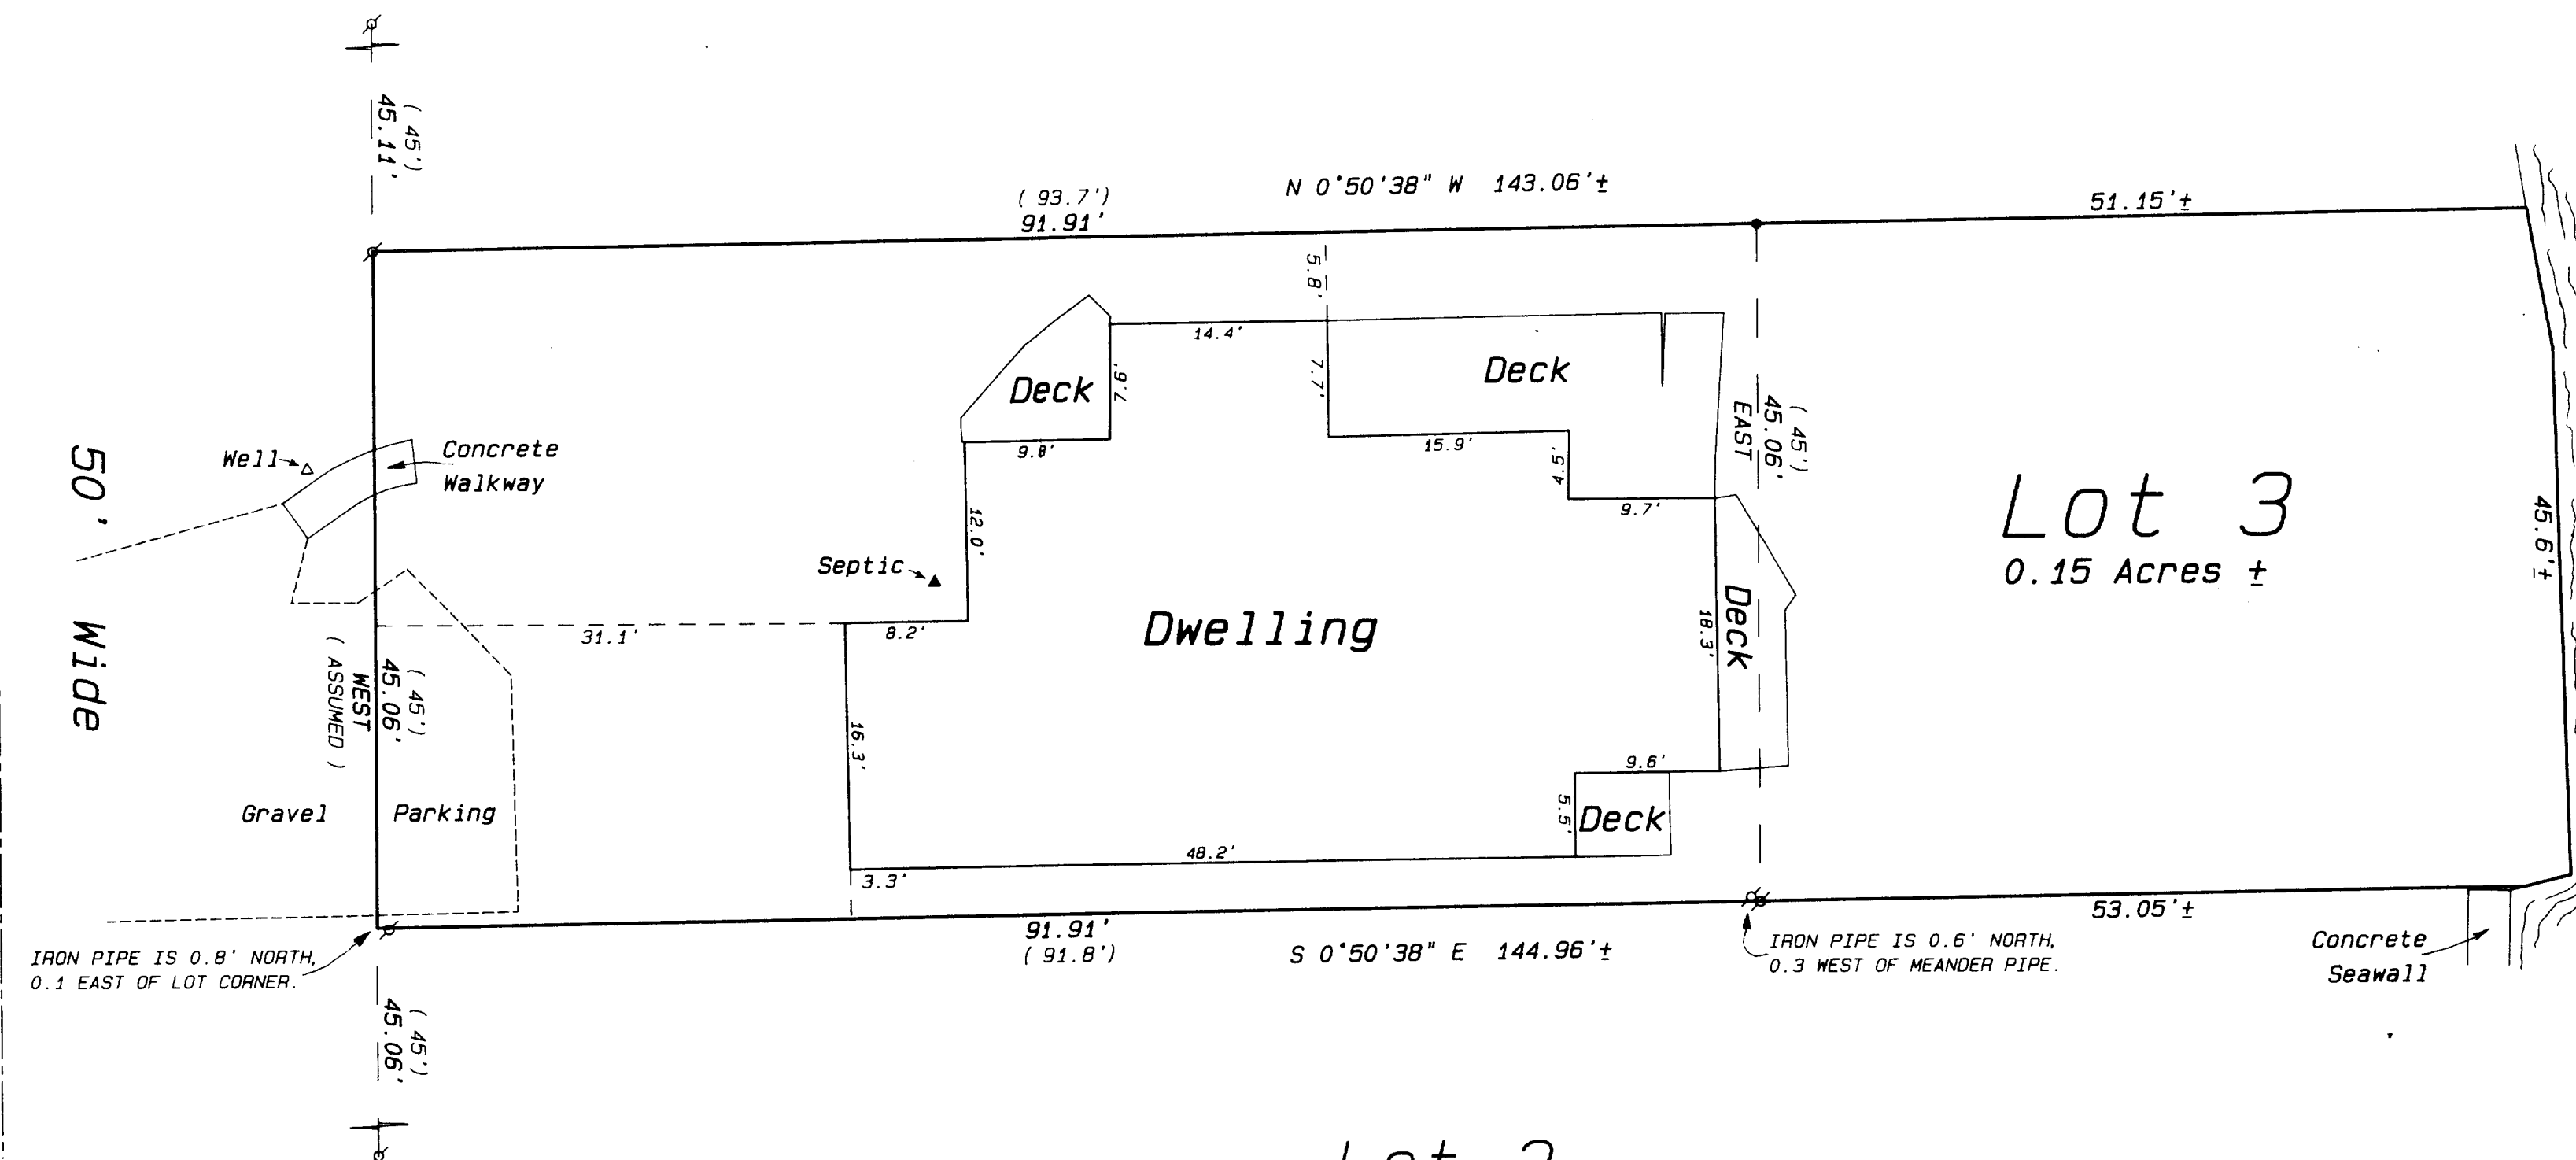 ( 45')
45.11'
( 93.7')
91.91'
N 0°50'38" W 143.06'±
51.15'±
5.8'
14.4'
7.6'
Deck
9.8'
7.7'
Deck
15.9'
4.5'
9.7'
( 45')
45.06'
EAST
Lot 3
0.15 Acres ±
45.6'±
50' Wide
Well
Concrete
Walkway
12.0'
Septic
8.2'
31.1'
Dwelling
18.3'
Deck
( 45')
45.06'
WEST
( ASSUMED )
16.3'
9.6'
5.5'
Deck
Gravel Parking
48.2'
3.3'
91.91'
( 91.8')
S 0°50'38" E 144.96'±
53.05'±
IRON PIPE IS 0.8' NORTH,
0.1 EAST OF LOT CORNER.
IRON PIPE IS 0.6' NORTH,
0.3 WEST OF MEANDER PIPE.
Concrete
Seawall
( 45')
45.06'
Lot 2